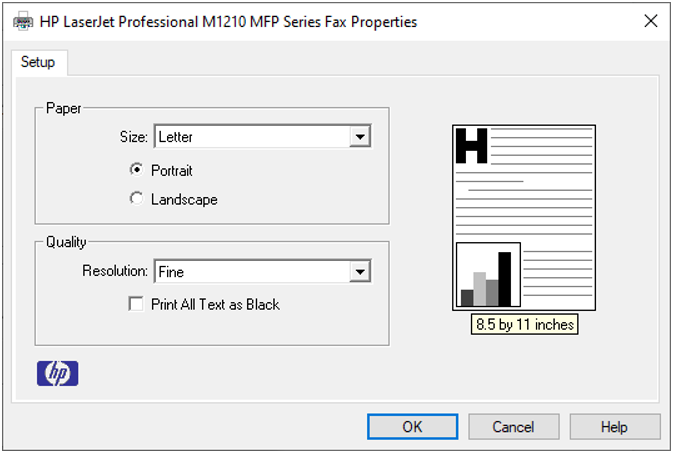 HP LaserJet Professional M1210 MFP Series Fax Properties
Setup
Paper
Size: Letter
Portrait
Landscape
H
8.5 by 11 inches
Quality
Resolution: Fine
Print All Text as Black
hp
OK Cancel Help